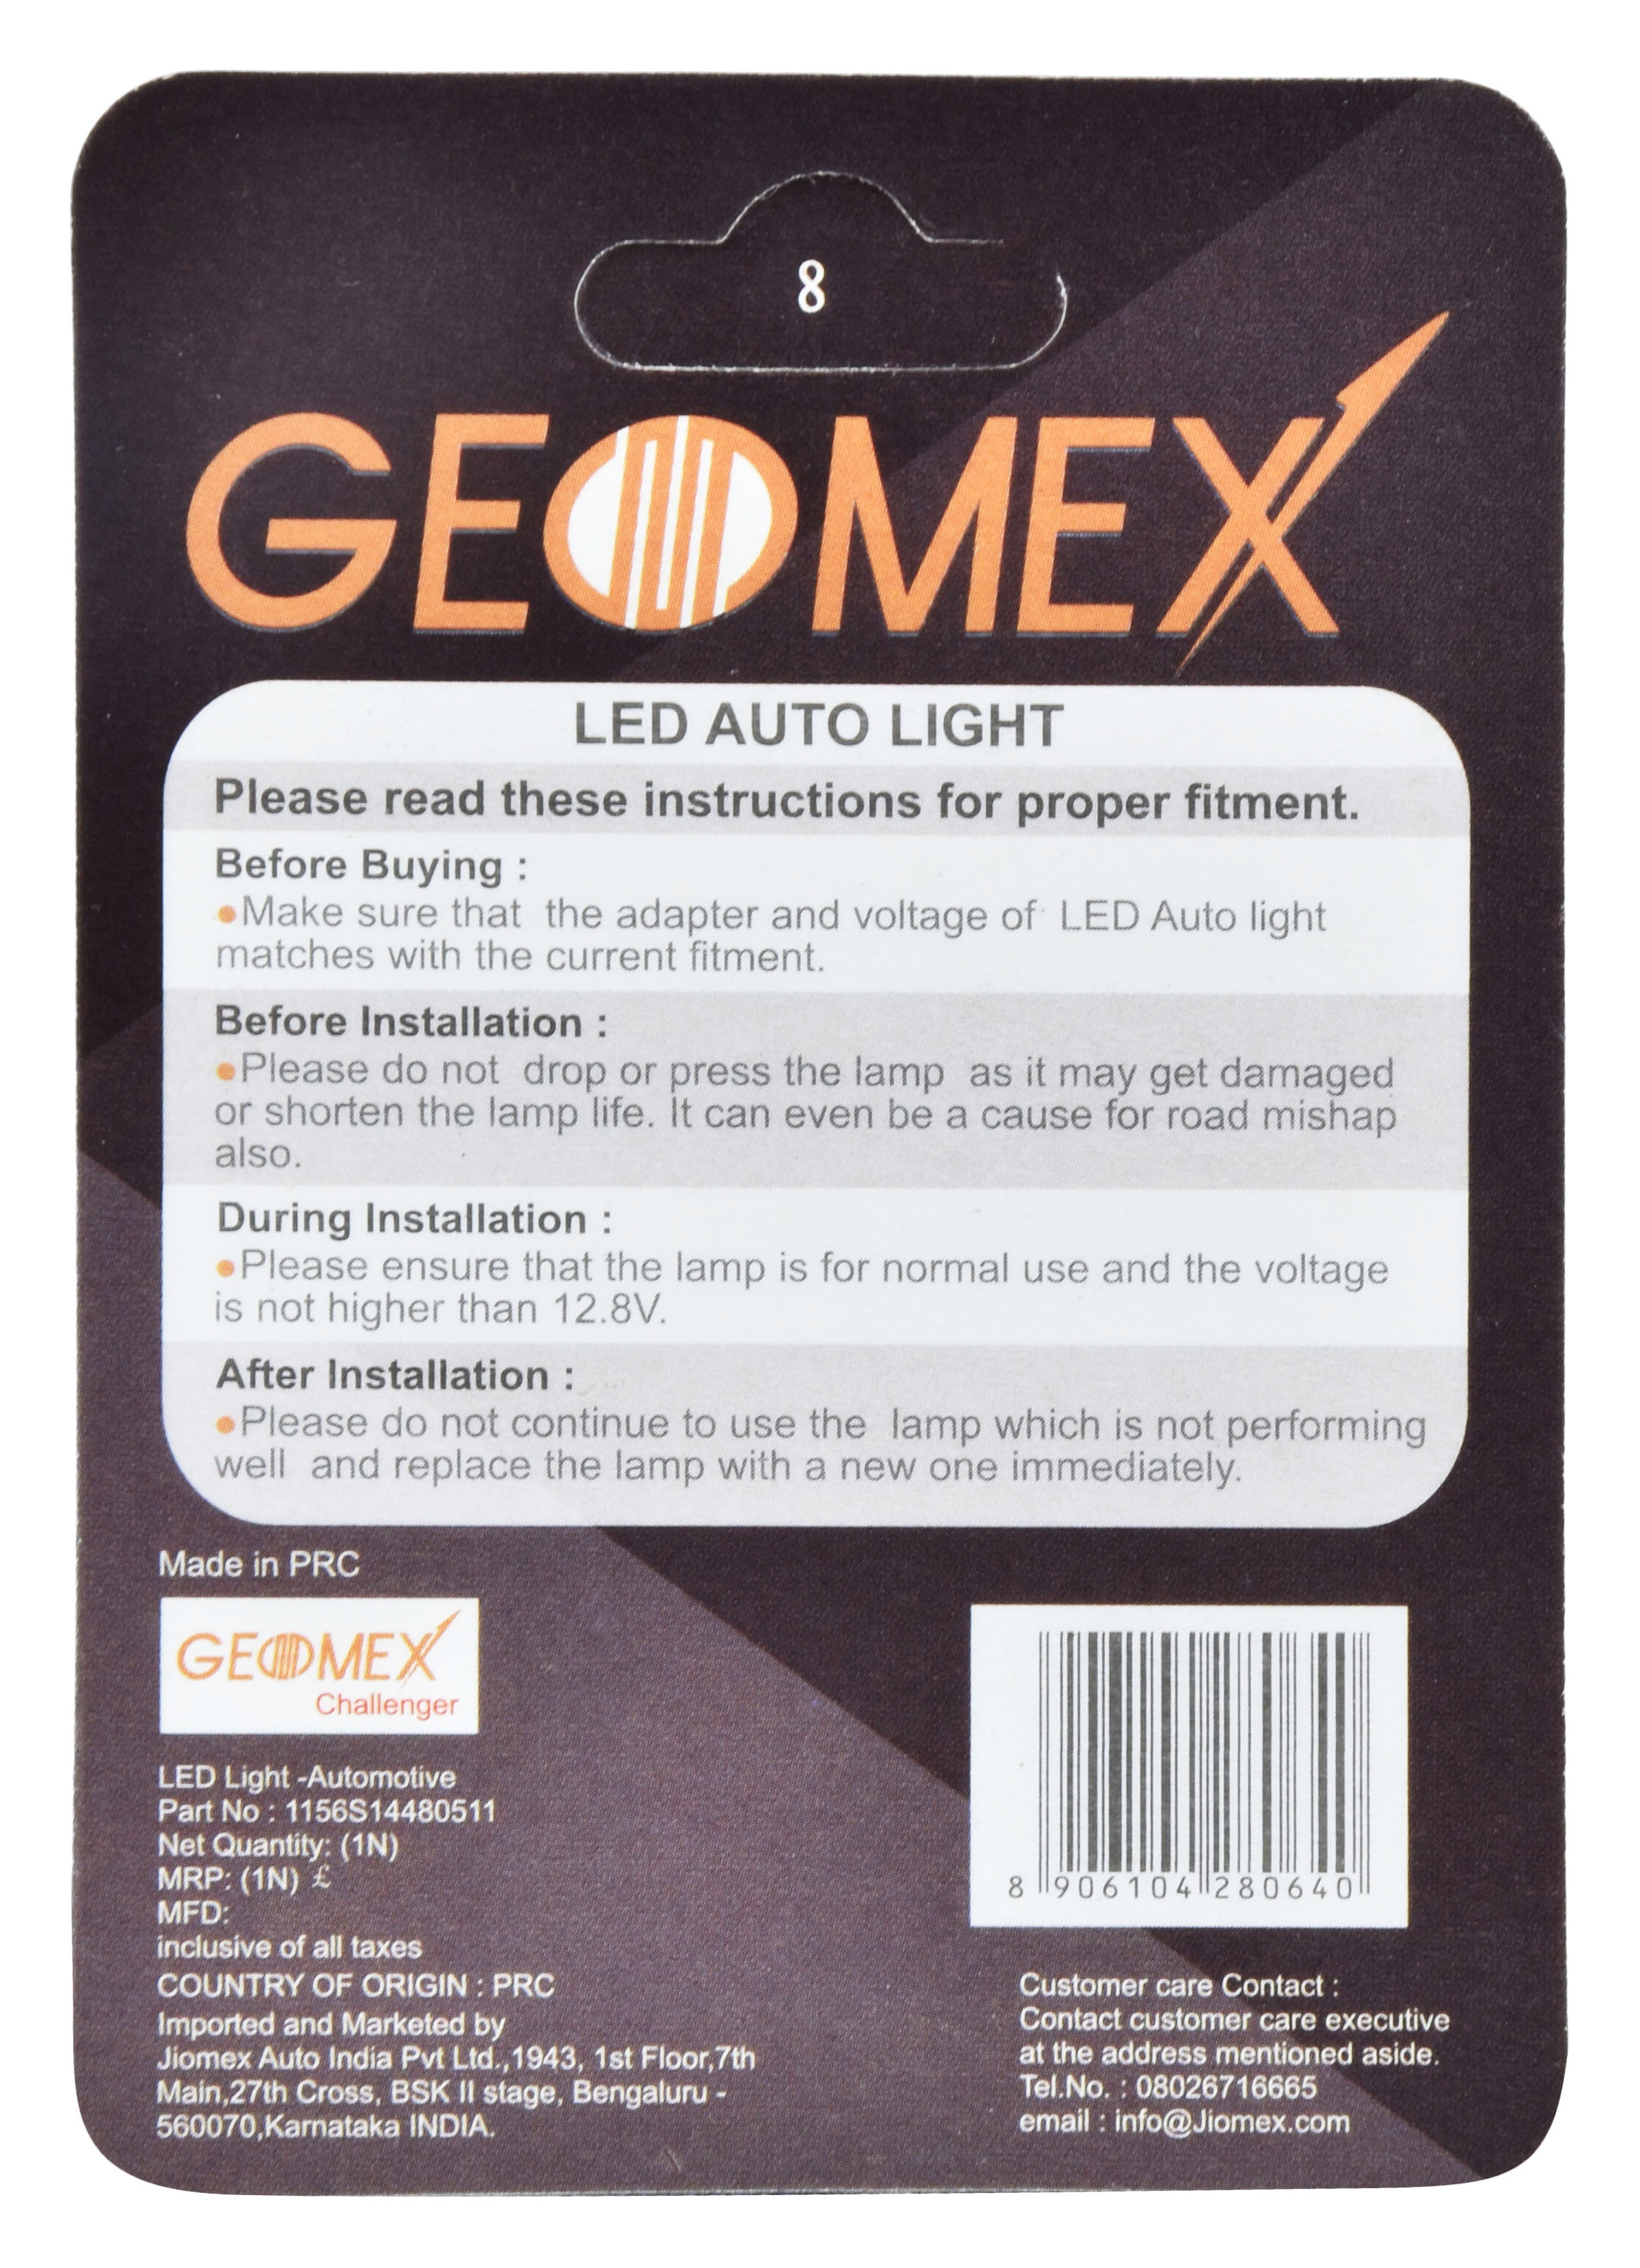 8
GEOMEX
LED AUTO LIGHT
Please read these instructions for proper fitment.
Before Buying :
●Make sure that the adapter and voltage of LED Auto light
matches with the current fitment.
Before Installation :
●Please do not drop or press the lamp as it may get damaged
or shorten the lamp life. It can even be a cause for road mishap
also.
During Installation :
●Please ensure that the lamp is for normal use and the voltage
is not higher than 12.8V.
After Installation :
●Please do not continue to use the lamp which is not performing
well and replace the lamp with a new one immediately.
Made in PRC
GEOMEX
Challenger
LED Light -Automotive
Part No : 1156S14480511
Net Quantity: (1N)
MRP: (1N) £
MFD:
inclusive of all taxes
COUNTRY OF ORIGIN : PRC
Imported and Marketed by
Jiomex Auto India Pvt Ltd.,1943, 1st Floor,7th
Main,27th Cross, BSK II stage, Bengaluru -
560070,Karnataka INDIA.
8 906104 280640
Customer care Contact :
Contact customer care executive
at the address mentioned aside.
Tel.No. : 08026716665
email : info@Jiomex.com